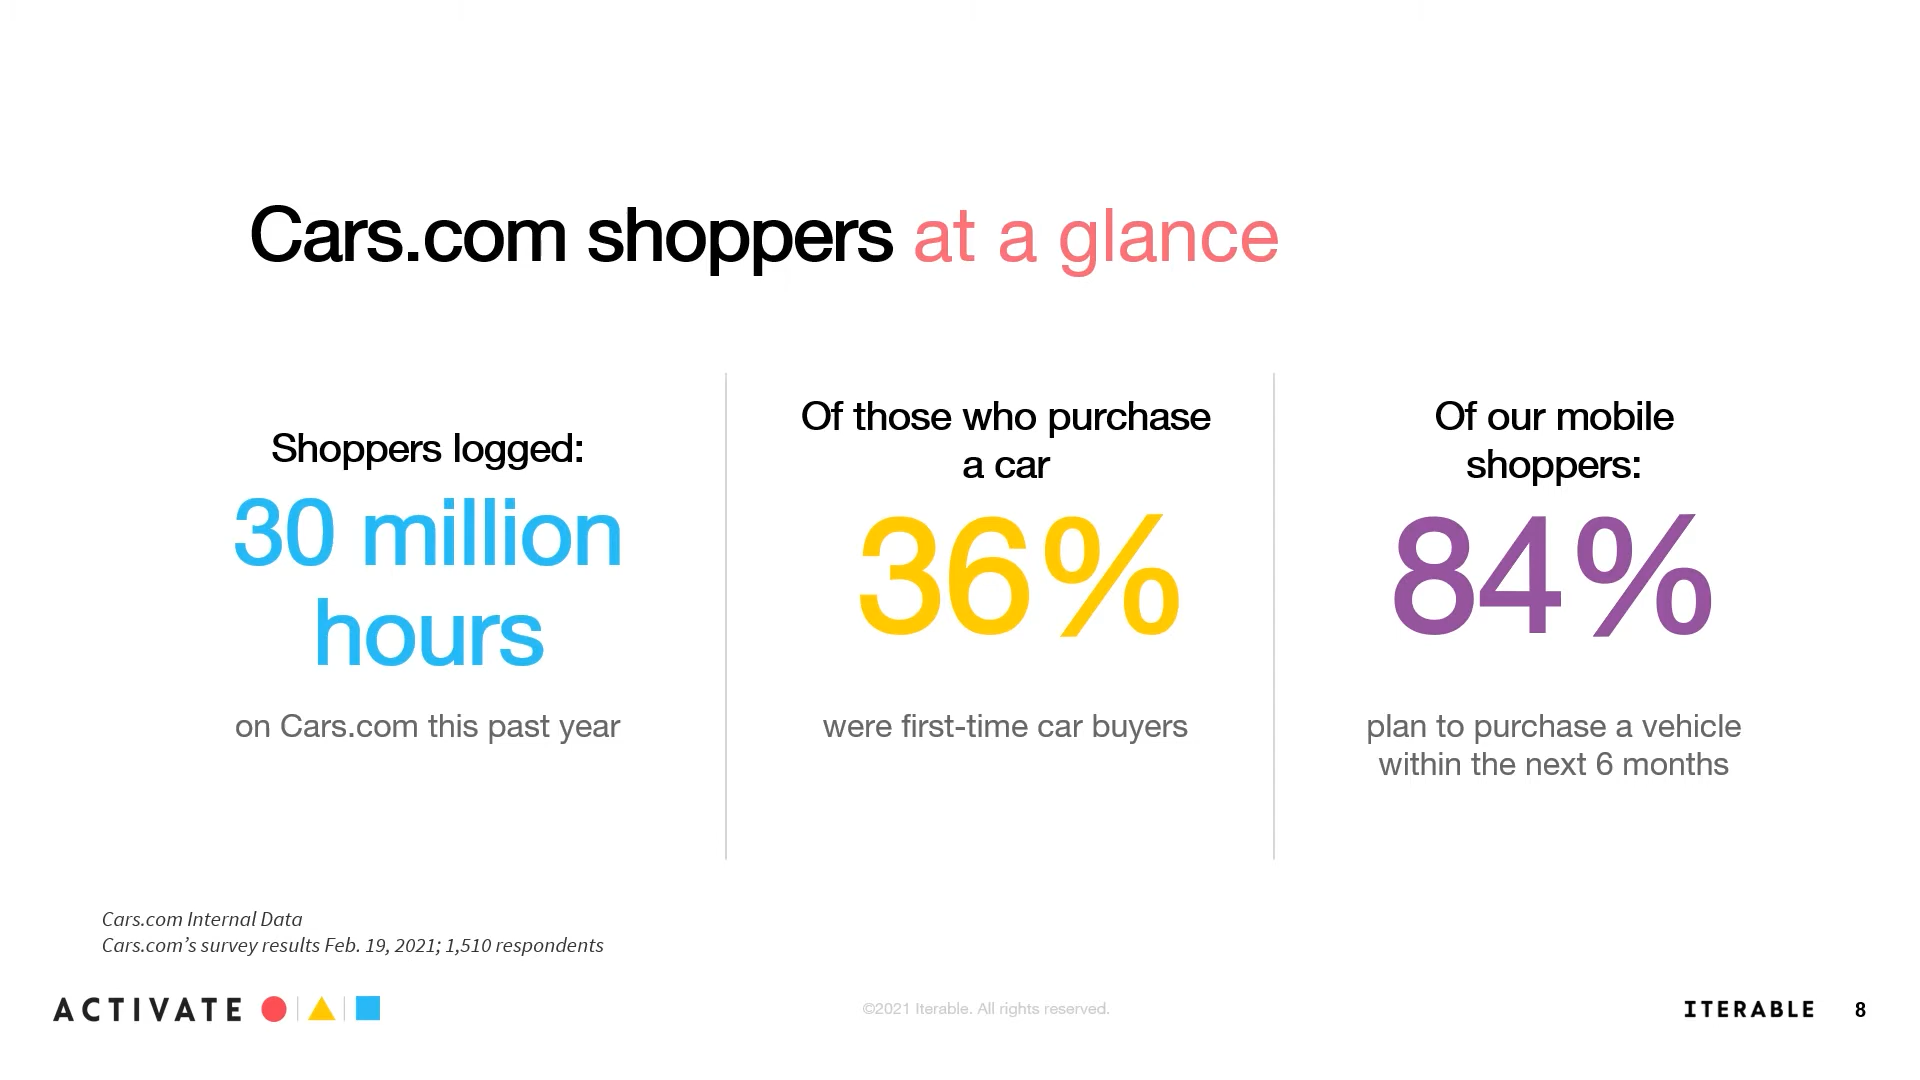 Cars.com shoppers at a glance
Shoppers logged:
30 million
hours
on Cars.com this past year
Of those who purchase
a car
36%
were first-time car buyers
Of our mobile
shoppers:
84%
plan to purchase a vehicle
within the next 6 months
Cars.com Internal Data
Cars.com’s survey results Feb. 19, 2021; 1,510 respondents
ACTIVATE
©2021 Iterable. All rights reserved.
ITERABLE
8